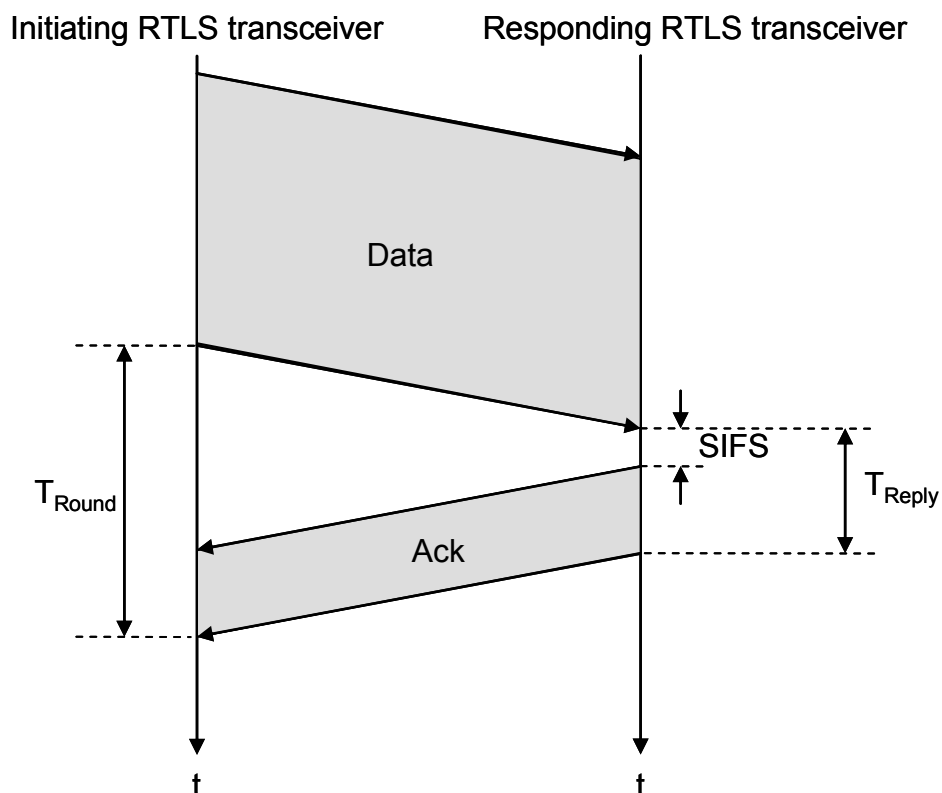 Initiating RTLS transceiver
Responding RTLS transceiver
Data
SIFS
T_Round
T_Reply
Ack
t
t